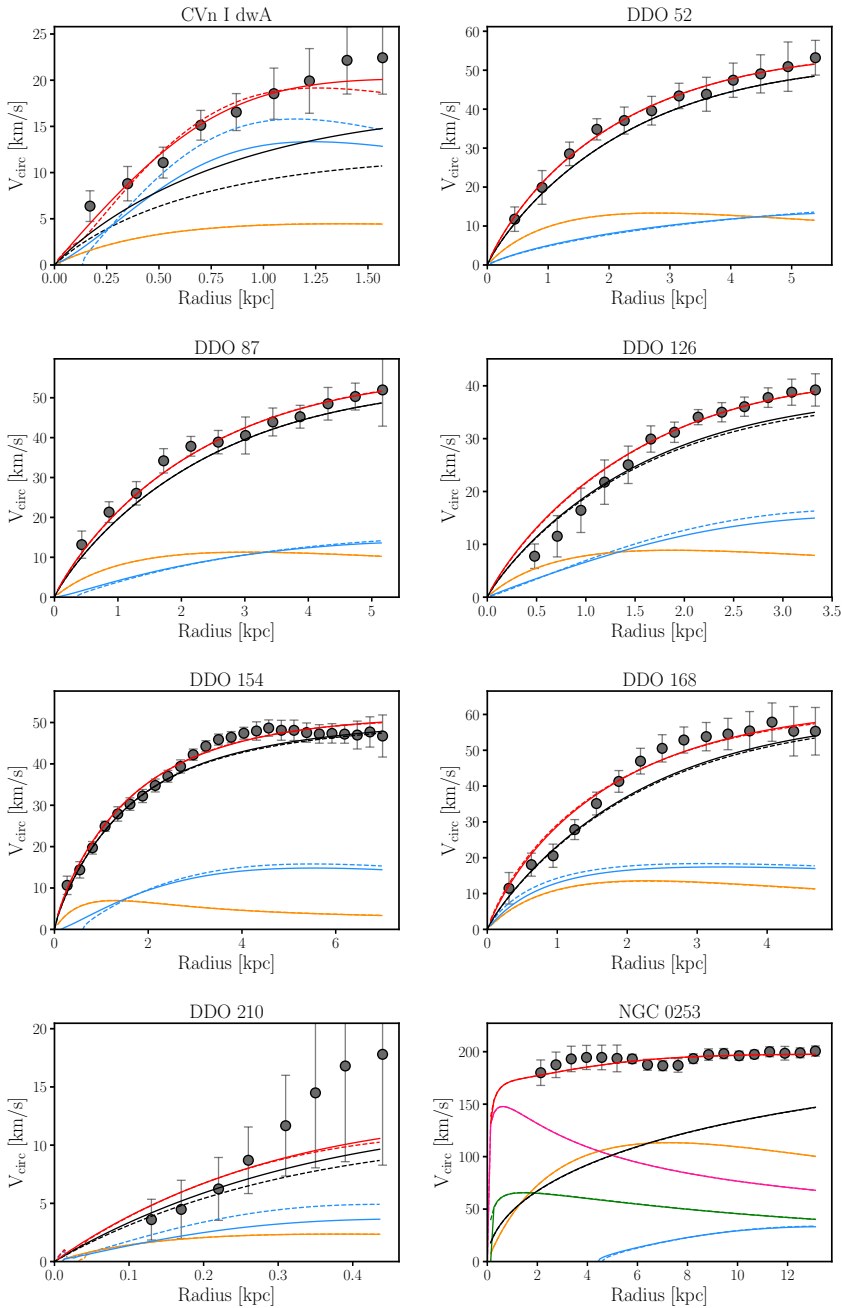 CVn I dwA
DDO 52
V_circ [km/s]
25
20
15
10
5
0
0.00 0.25 0.50 0.75 1.00 1.25 1.50
Radius [kpc]
V_circ [km/s]
60
50
40
30
20
10
0
0 1 2 3 4 5
Radius [kpc]
DDO 87
DDO 126
V_circ [km/s]
50
40
30
20
10
0
0 1 2 3 4 5
Radius [kpc]
V_circ [km/s]
40
30
20
10
0
0.0 0.5 1.0 1.5 2.0 2.5 3.0 3.5
Radius [kpc]
DDO 154
DDO 168
V_circ [km/s]
50
40
30
20
10
0
0 2 4 6
Radius [kpc]
V_circ [km/s]
60
50
40
30
20
10
0
0 1 2 3 4
Radius [kpc]
DDO 210
NGC 0253
V_circ [km/s]
20
15
10
5
0
0.0 0.1 0.2 0.3 0.4
Radius [kpc]
V_circ [km/s]
200
150
100
50
0
0 2 4 6 8 10 12
Radius [kpc]